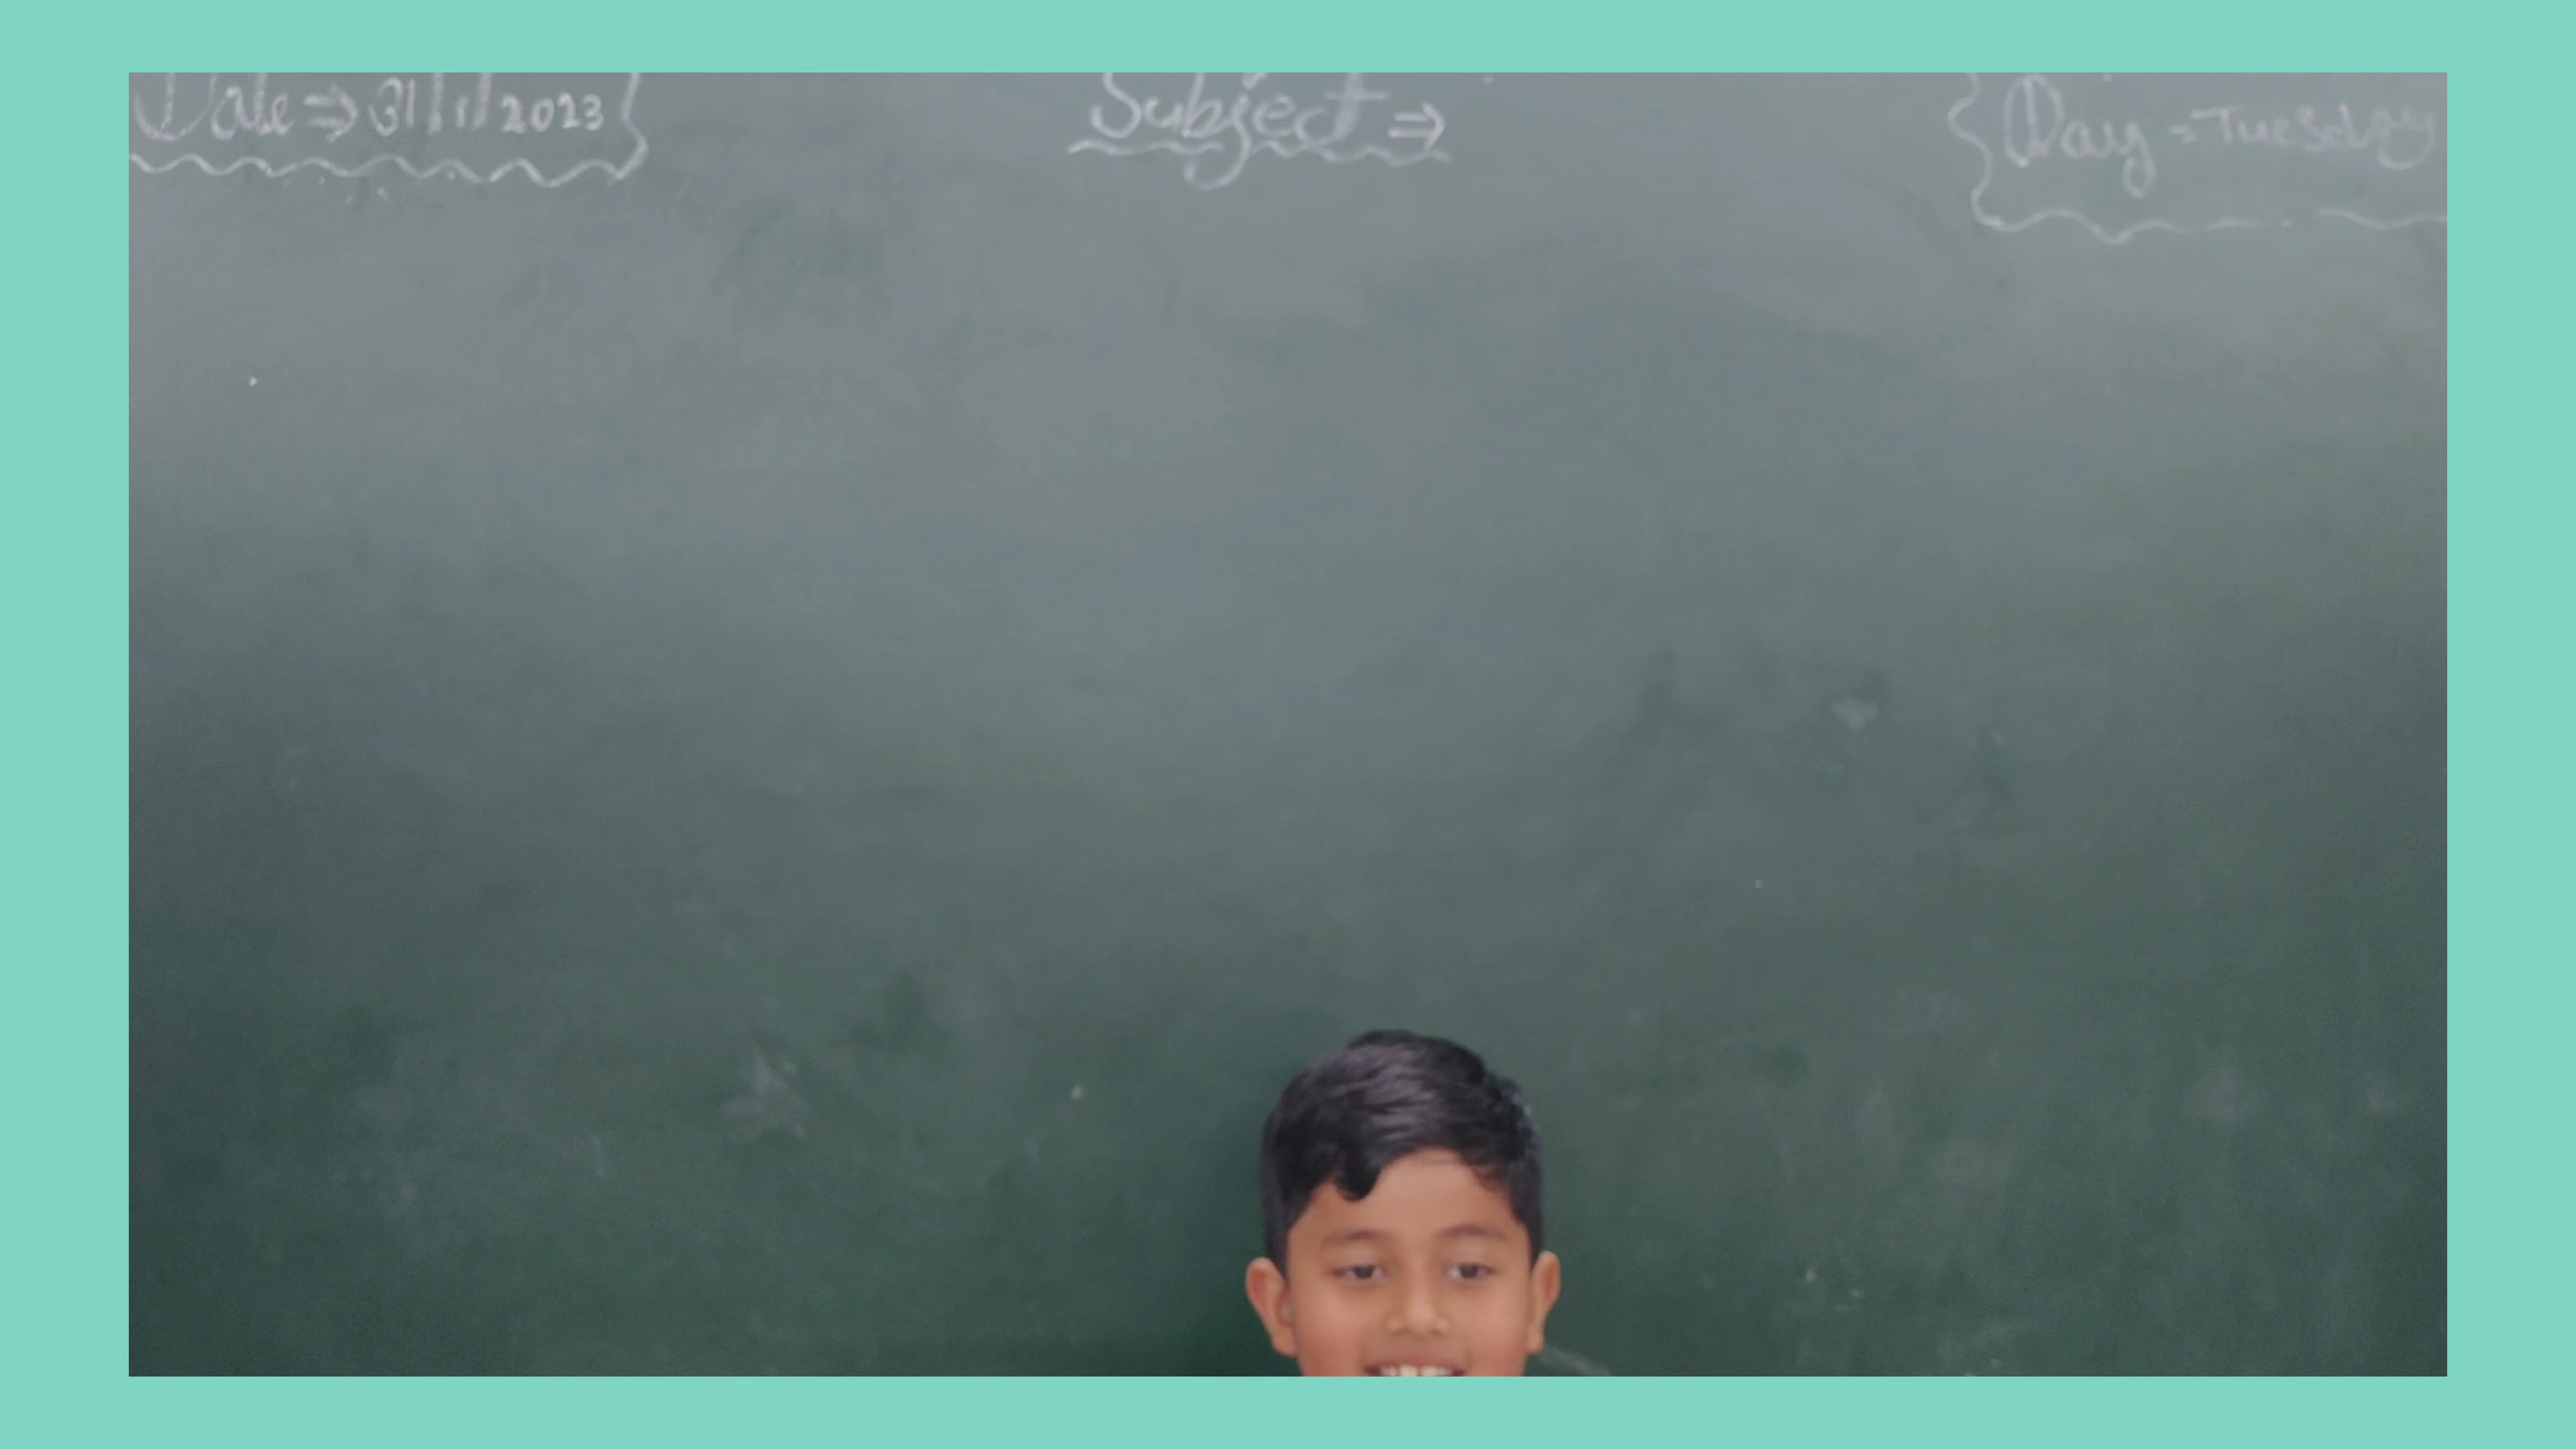 Date ⇒ 31/1/2023
Subject ⇒
Day = Tuesday